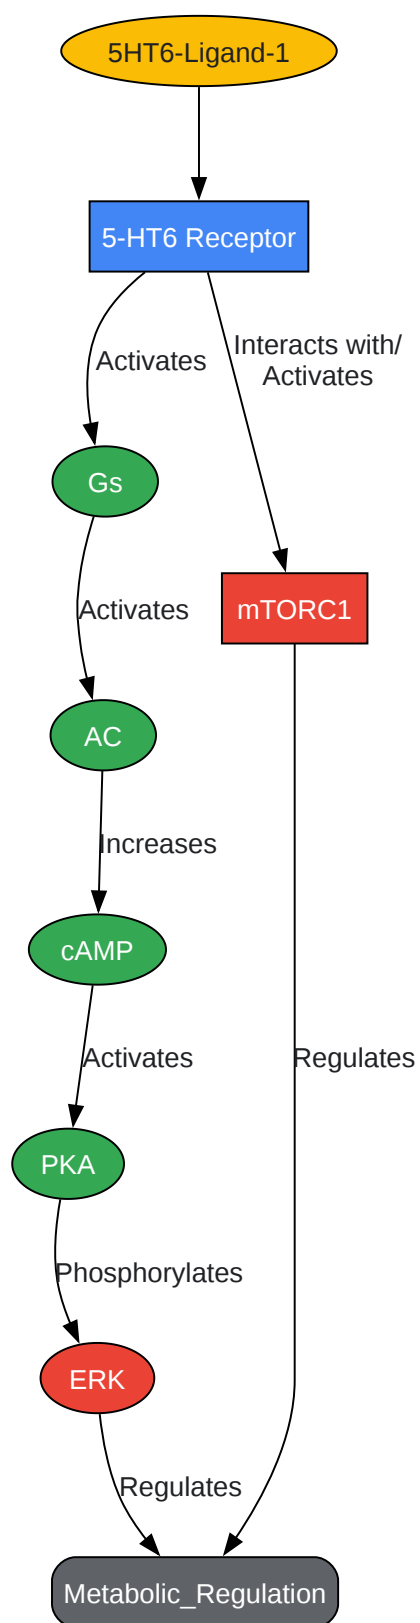 5HT6-Ligand-1
5-HT6 Receptor
Activates
Interacts with/
Activates
Gs
Activates
mTORC1
AC
Increases
cAMP
Activates
Regulates
PKA
Phosphorylates
ERK
Regulates
Metabolic_Regulation